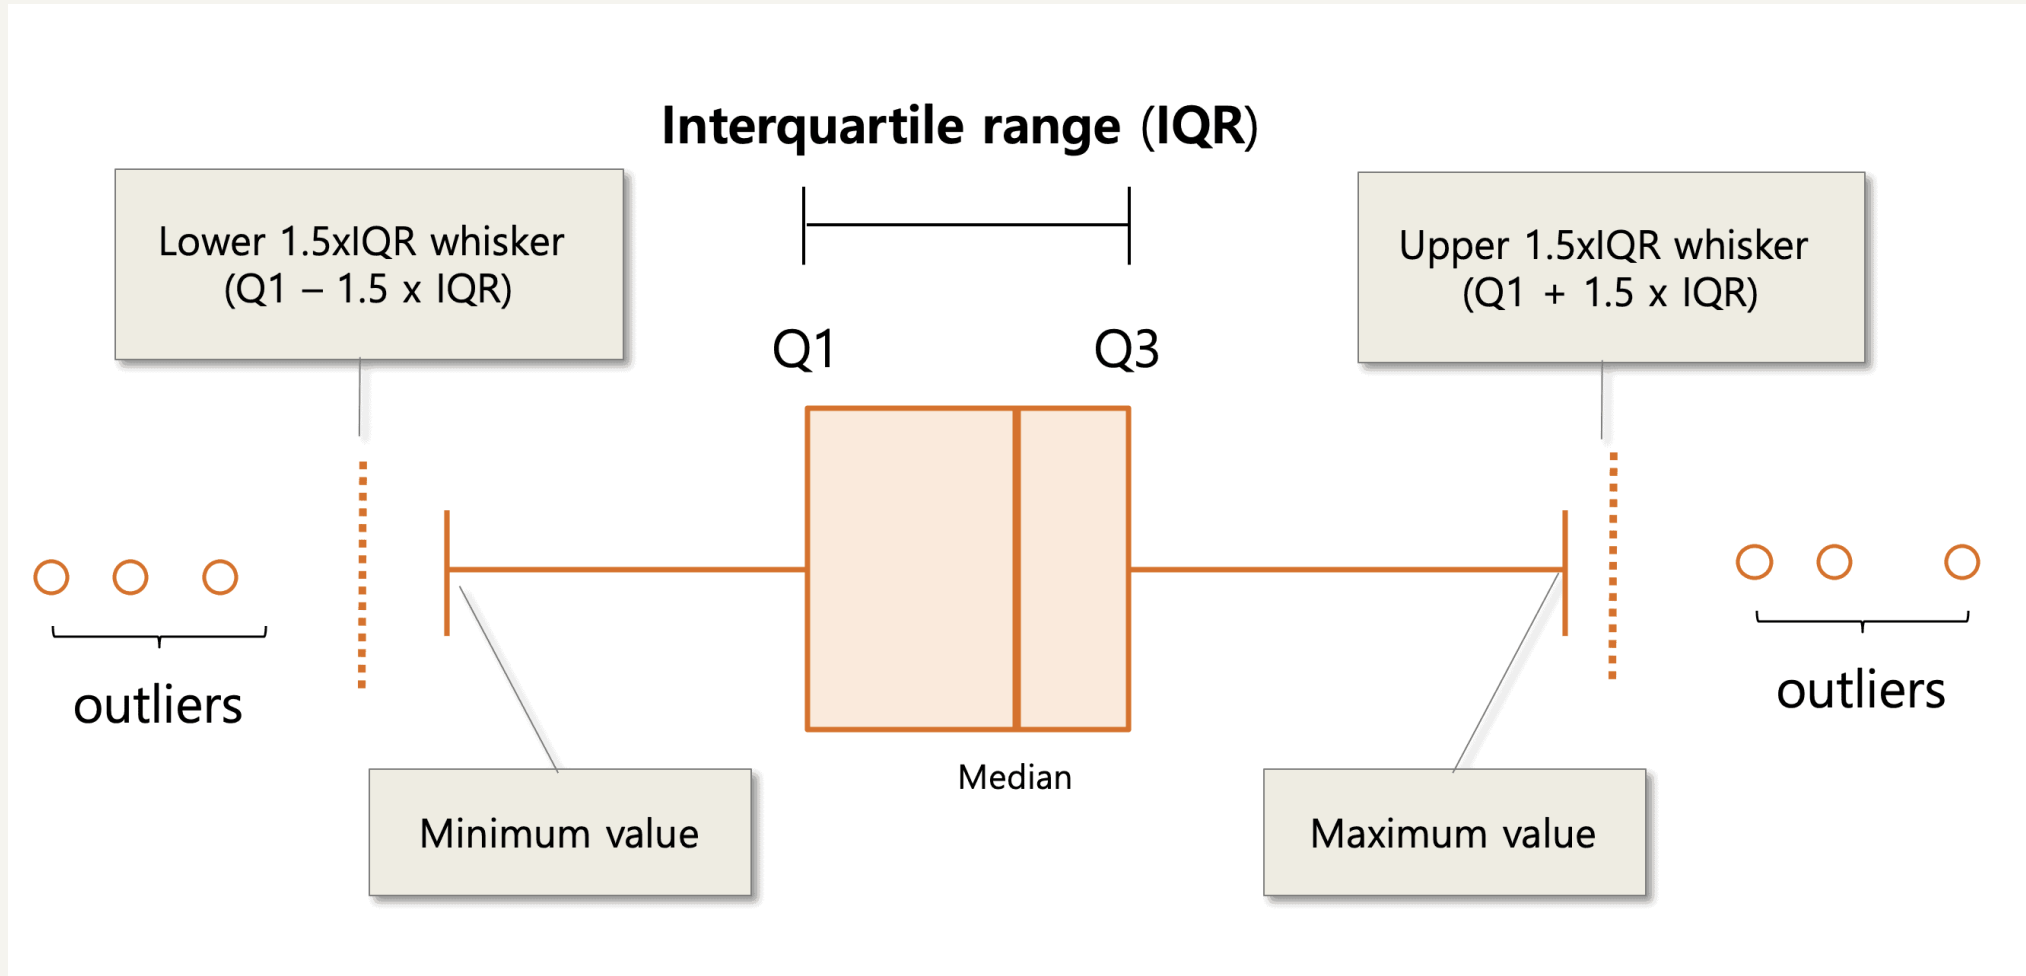 Interquartile range (IQR)
Lower 1.5xIQR whisker
(Q1 – 1.5 x IQR)
Upper 1.5xIQR whisker
(Q1 + 1.5 x IQR)
Q1
Q3
outliers
outliers
Median
Minimum value
Maximum value